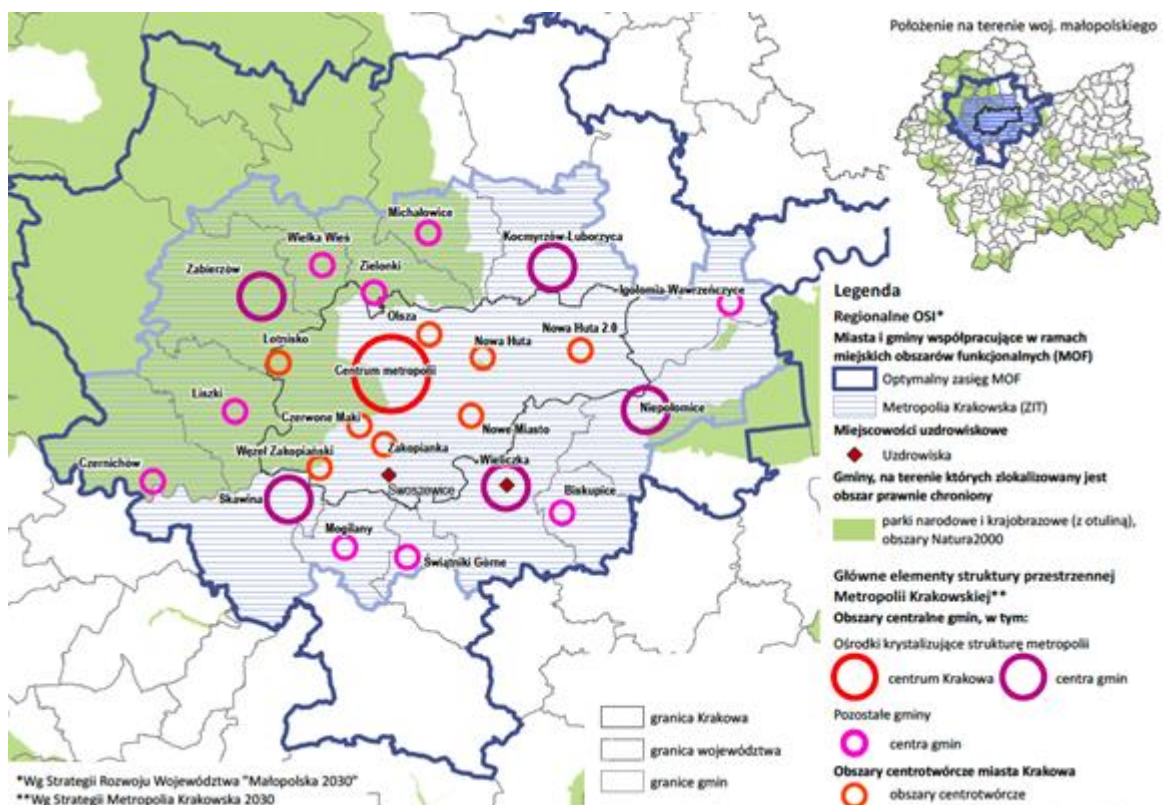 Położenie na terenie woj. małopolskiego
Michałowice
Wielka Wieś
Kocmyrzów-Luborzyca
Zabierzów
Zielonki
Igołomia-Wawrzeńczyce
Olsza
Nowa Huta 2.0
Nowa Huta
Lotnisko
Centrum metropolii
Liszki
Niepołomice
Czerwone Maki
Nowe Miasto
Zakopianka
Węzeł Zakopiański
Wieliczka
Czernichów
Swoszowice
Skawina
Biskupice
Mogilany
Świątniki Górne
Legenda
Regionalne OSI*
Miasta i gminy współpracujące w ramach
miejskich obszarów funkcjonalnych (MOF)
Optymalny zasięg MOF
Metropolia Krakowska (ZIT)
Miejscowości uzdrowiskowe
Uzdrowiska
Gminy, na terenie których zlokalizowany jest
obszar prawnie chroniony
parki narodowe i krajobrazowe (z otuliną),
obszary Natura2000
Główne elementy struktury przestrzennej
Metropolii Krakowskiej**
Obszary centralne gmin, w tym:
Ośrodki krystalizujące strukturę metropolii
centrum Krakowa
centra gmin
Pozostałe gminy
centra gmin
Obszary centrotwórcze miasta Krakowa
obszary centrotwórcze
granica Krakowa
granica województwa
granice gmin
*Wg Strategii Rozwoju Województwa "Małopolska 2030"
**Wg Strategii Metropolia Krakowska 2030